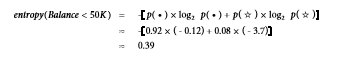 entropy(Balance < 50K) = -[p(•) × log₂ p(•) + p(☆) × log₂ p(☆)]
≈ -[0.92 × (-0.12) + 0.08 × (-3.7)]
≈ 0.39